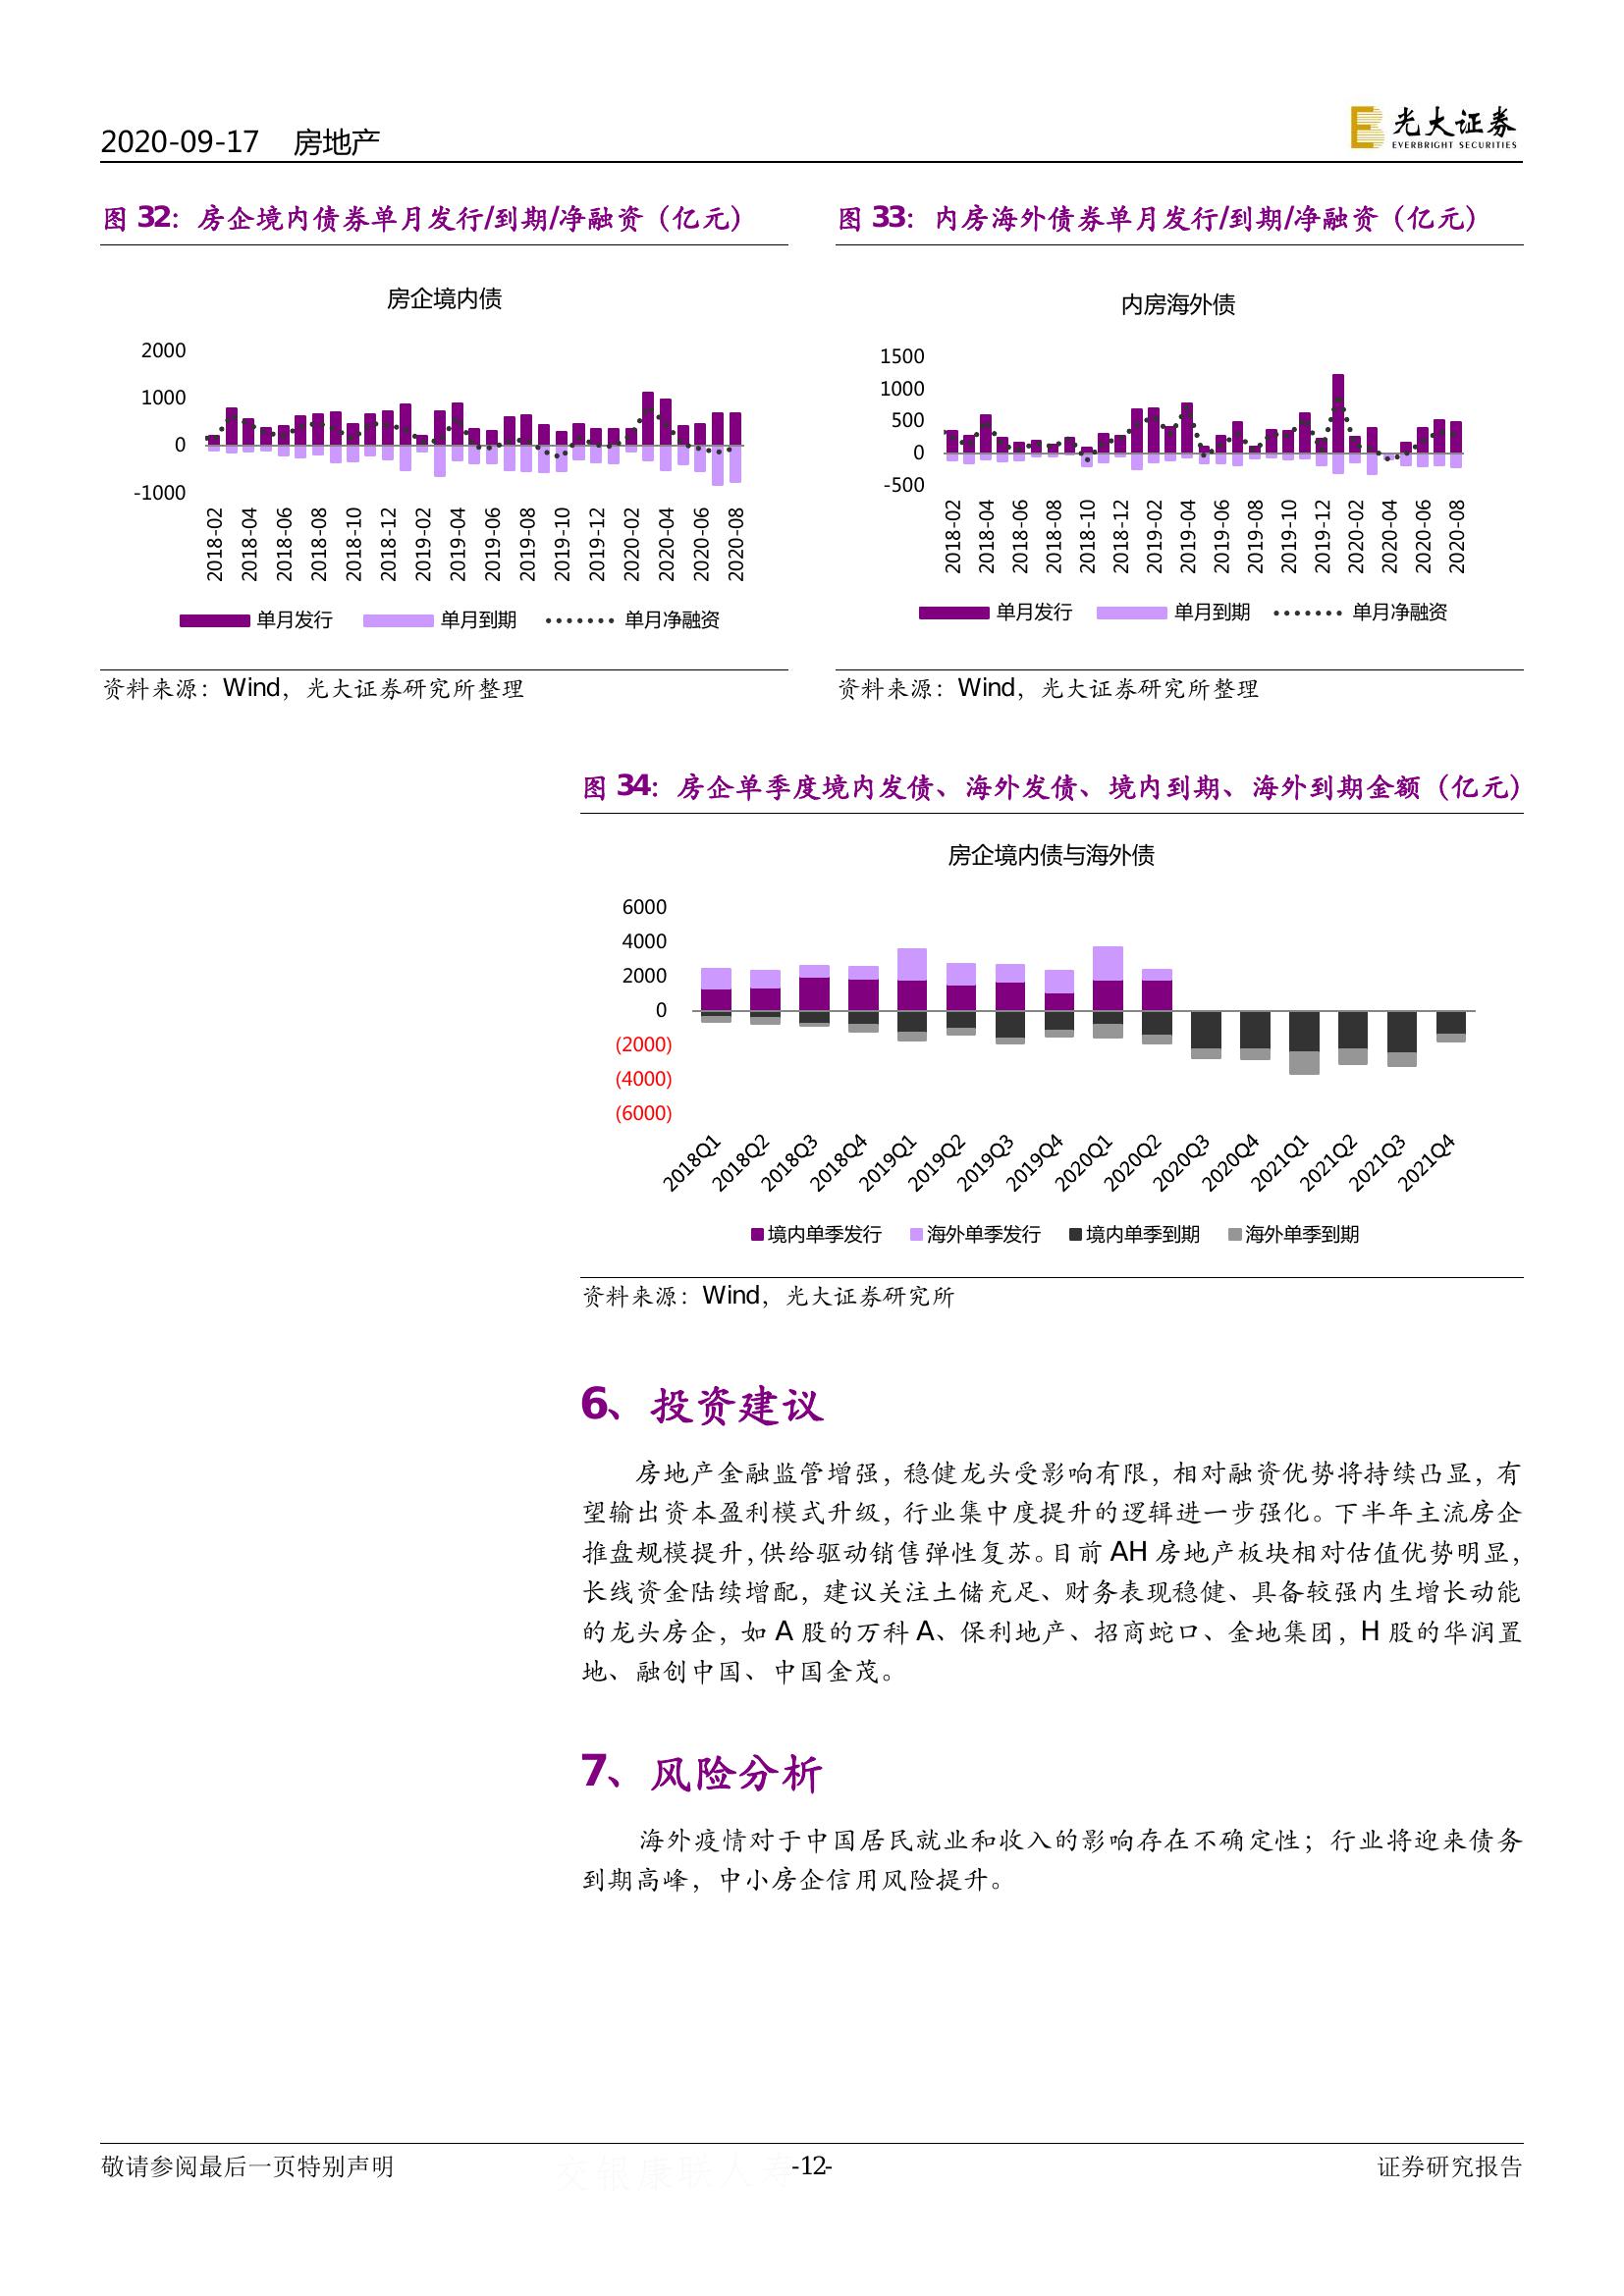 2020-09-17 房地产
光大证券
EVERBRIGHT SECURITIES
图 32：房企境内债券单月发行/到期/净融资（亿元）
房企境内债
2000
1000
0
-1000
2018-02
2018-04
2018-06
2018-08
2018-10
2018-12
2019-02
2019-04
2019-06
2019-08
2019-10
2019-12
2020-02
2020-04
2020-06
2020-08
单月发行 单月到期 单月净融资
资料来源：Wind，光大证券研究所整理
图 33：内房海外债券单月发行/到期/净融资（亿元）
内房海外债
1500
1000
500
0
-500
2018-02
2018-04
2018-06
2018-08
2018-10
2018-12
2019-02
2019-04
2019-06
2019-08
2019-10
2019-12
2020-02
2020-04
2020-06
2020-08
单月发行 单月到期 单月净融资
资料来源：Wind，光大证券研究所整理
图 34：房企单季度境内发债、海外发债、境内到期、海外到期金额（亿元）
房企境内债与海外债
6000
4000
2000
0
(2000)
(4000)
(6000)
2018Q1
2018Q2
2018Q3
2018Q4
2019Q1
2019Q2
2019Q3
2019Q4
2020Q1
2020Q2
2020Q3
2020Q4
2021Q1
2021Q2
2021Q3
2021Q4
境内单季发行 海外单季发行 境内单季到期 海外单季到期
资料来源：Wind，光大证券研究所
6、投资建议
房地产金融监管增强，稳健龙头受影响有限，相对融资优势将持续凸显，有
望输出资本盈利模式升级，行业集中度提升的逻辑进一步强化。下半年主流房企
推盘规模提升，供给驱动销售弹性复苏。目前 AH 房地产板块相对估值优势明显，
长线资金陆续增配，建议关注土储充足、财务表现稳健、具备较强内生增长动能
的龙头房企，如 A 股的万科 A、保利地产、招商蛇口、金地集团，H 股的华润置
地、融创中国、中国金茂。
7、风险分析
海外疫情对于中国居民就业和收入的影响存在不确定性；行业将迎来债务
到期高峰，中小房企信用风险提升。
敬请参阅最后一页特别声明
交银康联人寿
-12-
证券研究报告